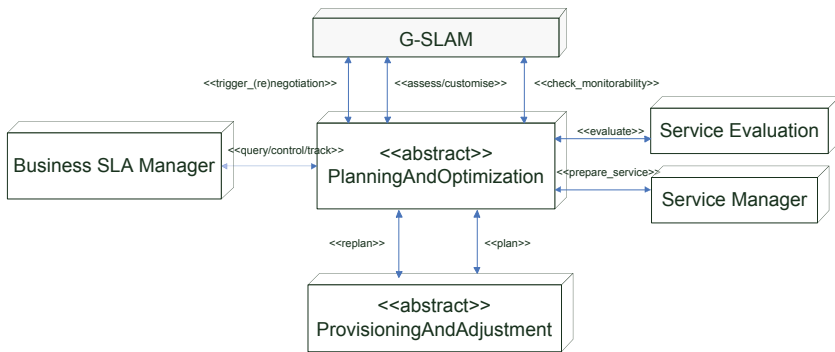 G-SLAM
<<trigger_(re)negotiation>>
<<assess/customise>>
<<check_monitorability>>
Business SLA Manager
<<query/control/track>>
<<abstract>>
PlanningAndOptimization
<<evaluate>>
Service Evaluation
<<prepare_service>>
Service Manager
<<replan>>
<<plan>>
<<abstract>>
ProvisioningAndAdjustment